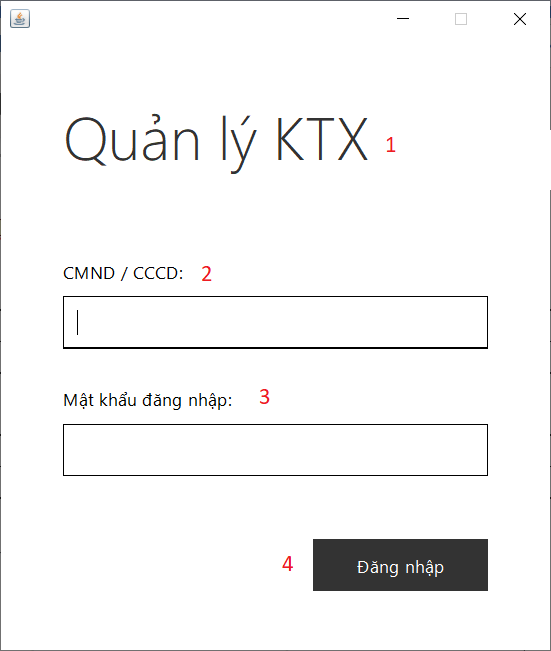 Quản lý KTX 1
CMND / CCCD: 2
Mật khẩu đăng nhập: 3
4 Đăng nhập